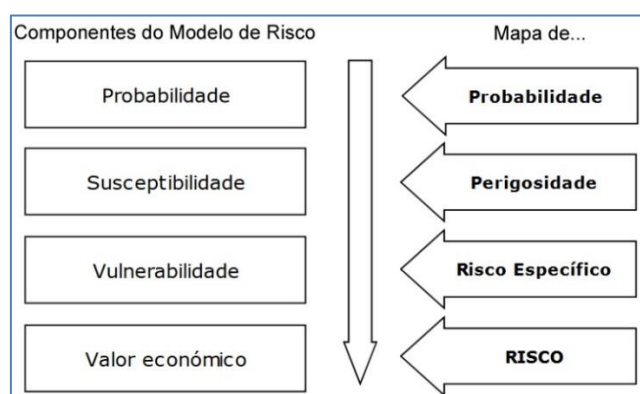 Componentes do Modelo de Risco
Mapa de...
Probabilidade
Probabilidade
Susceptibilidade
Perigosidade
Vulnerabilidade
Risco Específico
Valor económico
RISCO